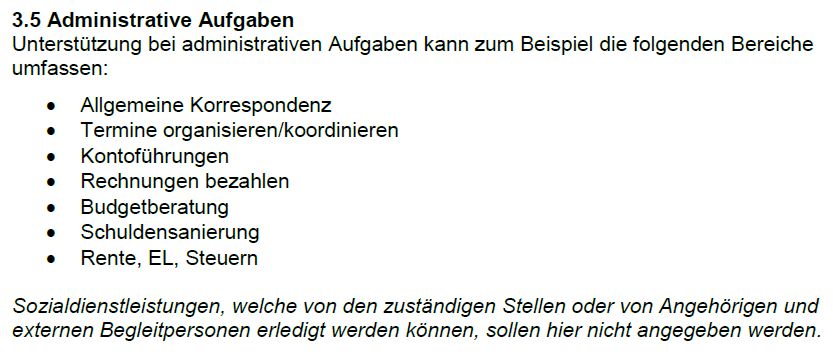 3.5 Administrative Aufgaben
Unterstützung bei administrativen Aufgaben kann zum Beispiel die folgenden Bereiche
umfassen:
• Allgemeine Korrespondenz
• Termine organisieren/koordinieren
• Kontoführungen
• Rechnungen bezahlen
• Budgetberatung
• Schuldensanierung
• Rente, EL, Steuern
Sozialdienstleistungen, welche von den zuständigen Stellen oder von Angehörigen und
externen Begleitpersonen erledigt werden können, sollen hier nicht angegeben werden.